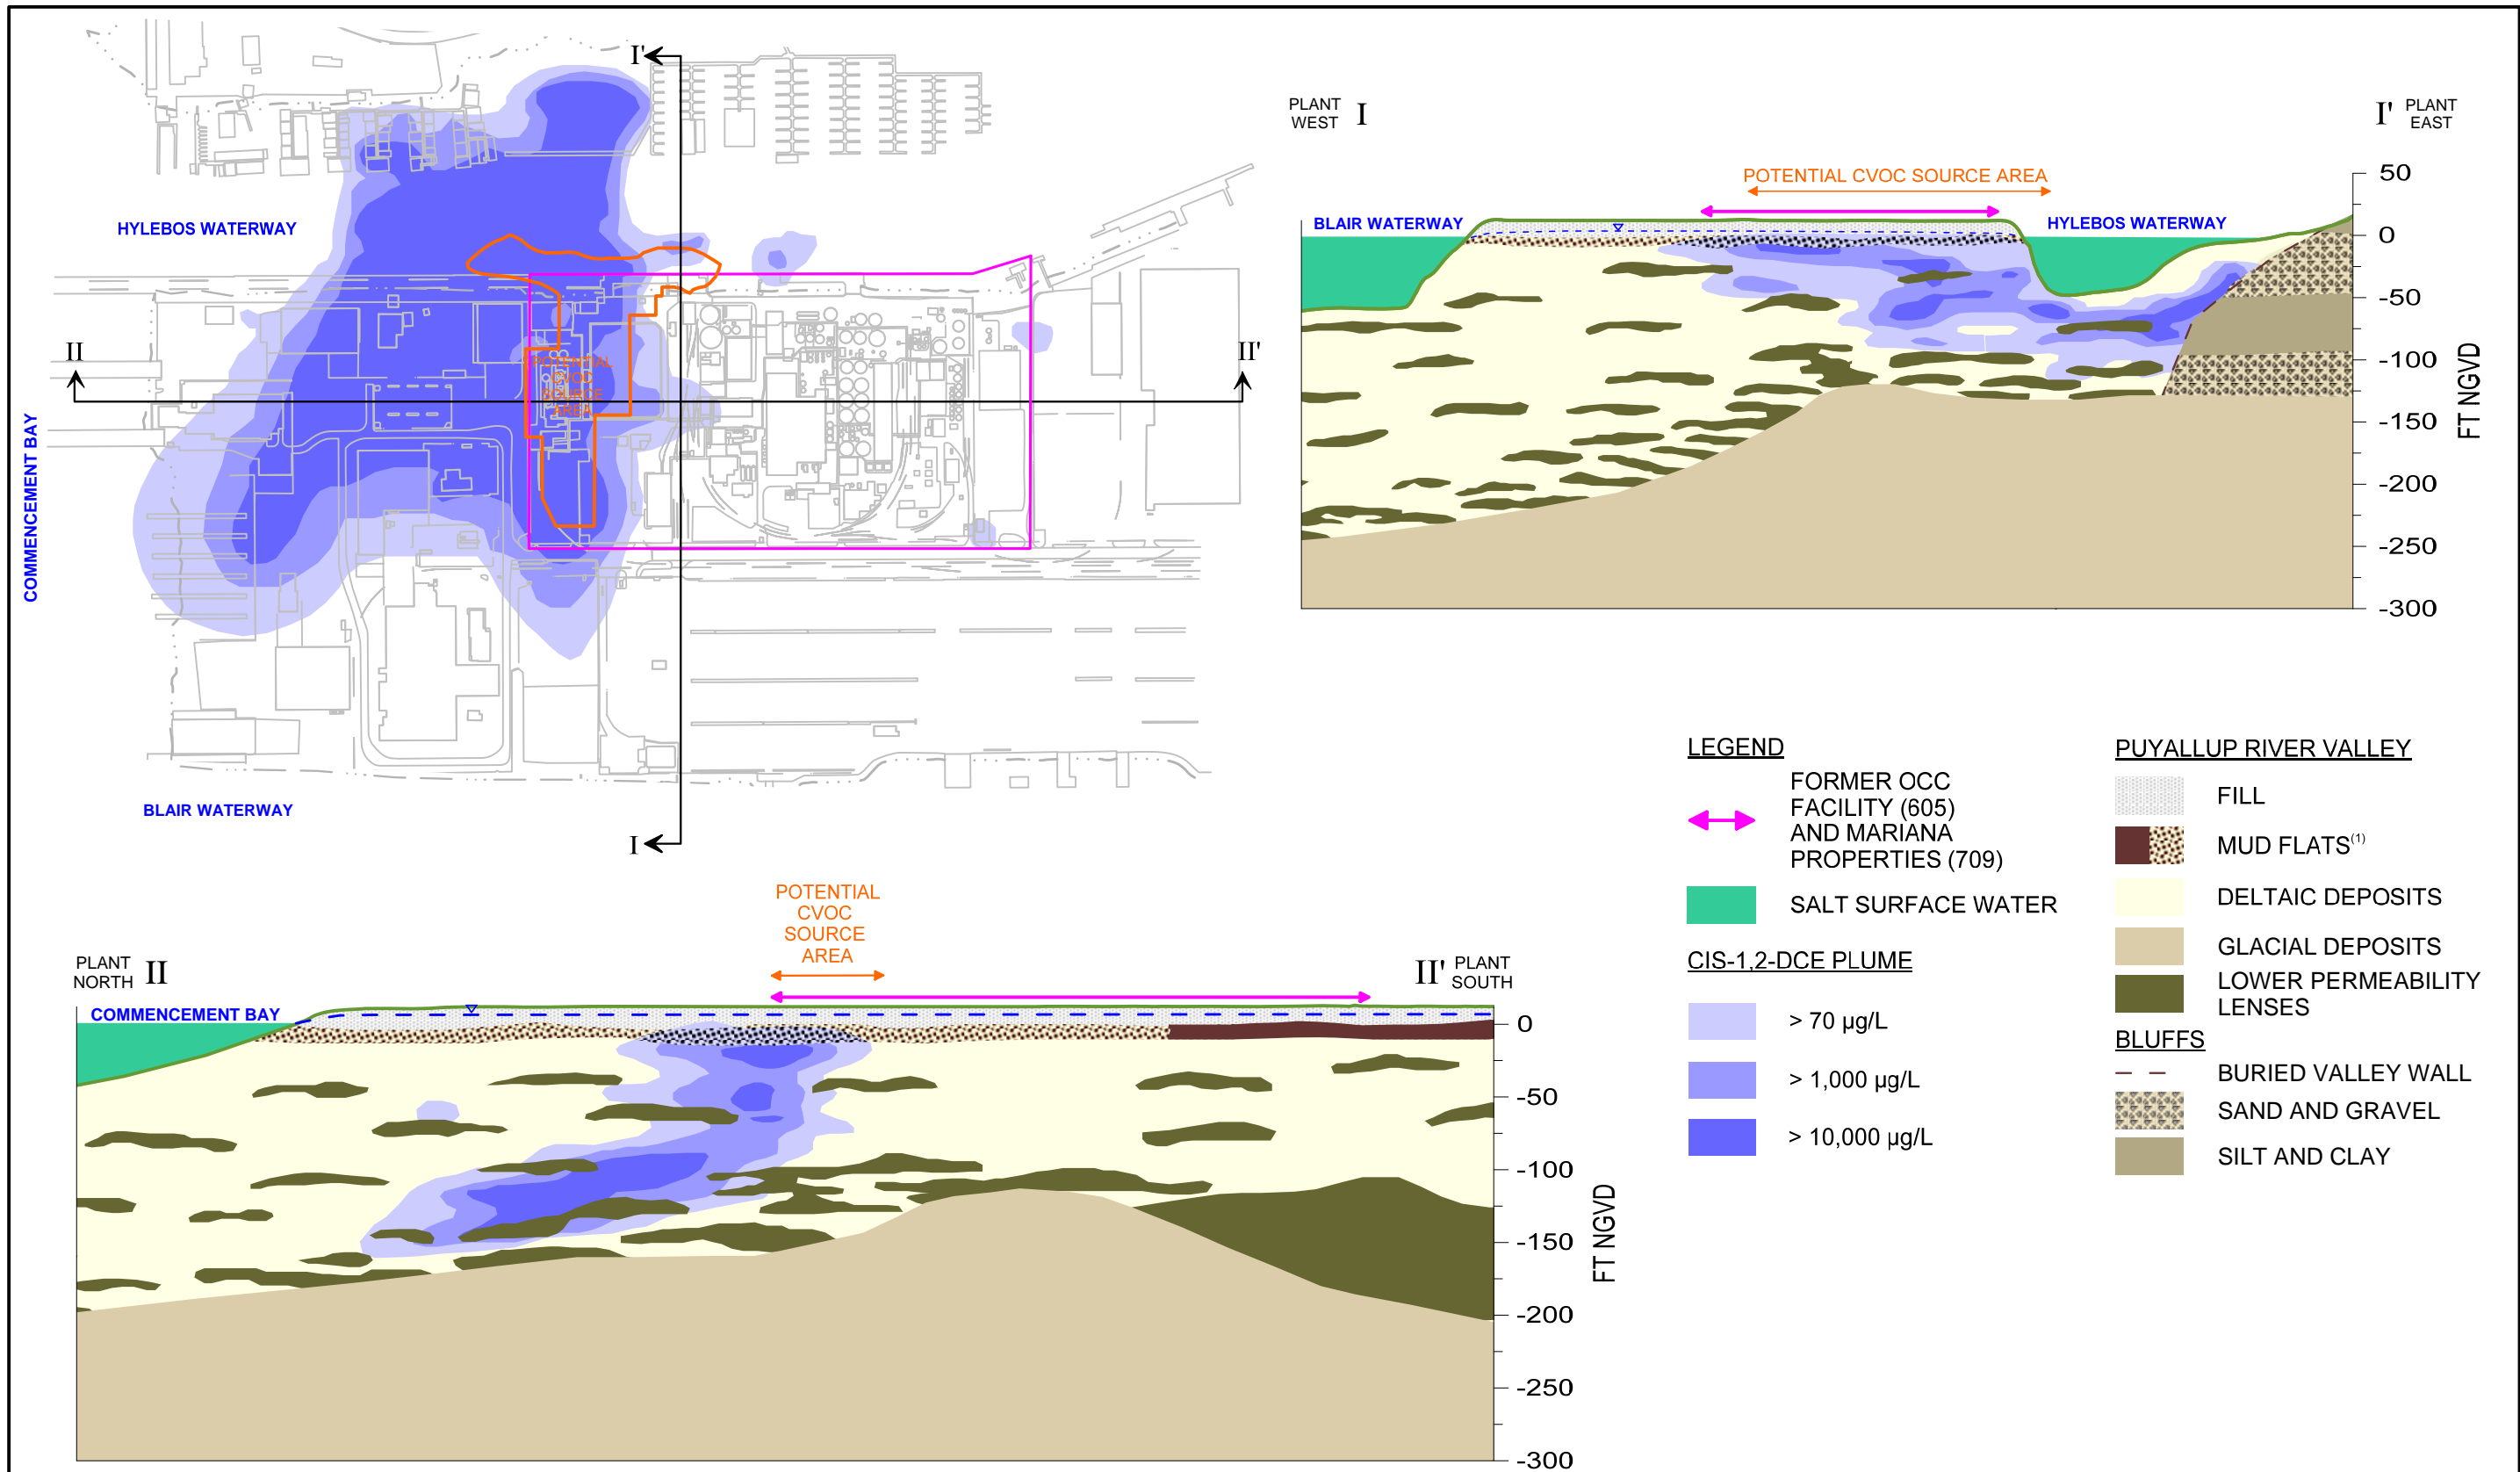 I'
HYLEBOS WATERWAY
II
II'
POTENTIAL
CVOC
SOURCE
AREA
COMMENCEMENT BAY
BLAIR WATERWAY
I
PLANT
WEST
I
I'
PLANT
EAST
POTENTIAL CVOC SOURCE AREA
BLAIR WATERWAY
HYLEBOS WATERWAY
50
0
-50
-100
-150
-200
-250
-300
FT NGVD
LEGEND
FORMER OCC
FACILITY (605)
AND MARIANA
PROPERTIES (709)
SALT SURFACE WATER
CIS-1,2-DCE PLUME
> 70 µg/L
> 1,000 µg/L
> 10,000 µg/L
PUYALLUP RIVER VALLEY
FILL
MUD FLATS(1)
DELTAIC DEPOSITS
GLACIAL DEPOSITS
LOWER PERMEABILITY
LENSES
BLUFFS
BURIED VALLEY WALL
SAND AND GRAVEL
SILT AND CLAY
POTENTIAL
CVOC
SOURCE
AREA
PLANT
NORTH
II
II'
PLANT
SOUTH
COMMENCEMENT BAY
0
-50
-100
-150
-200
-250
-300
FT NGVD